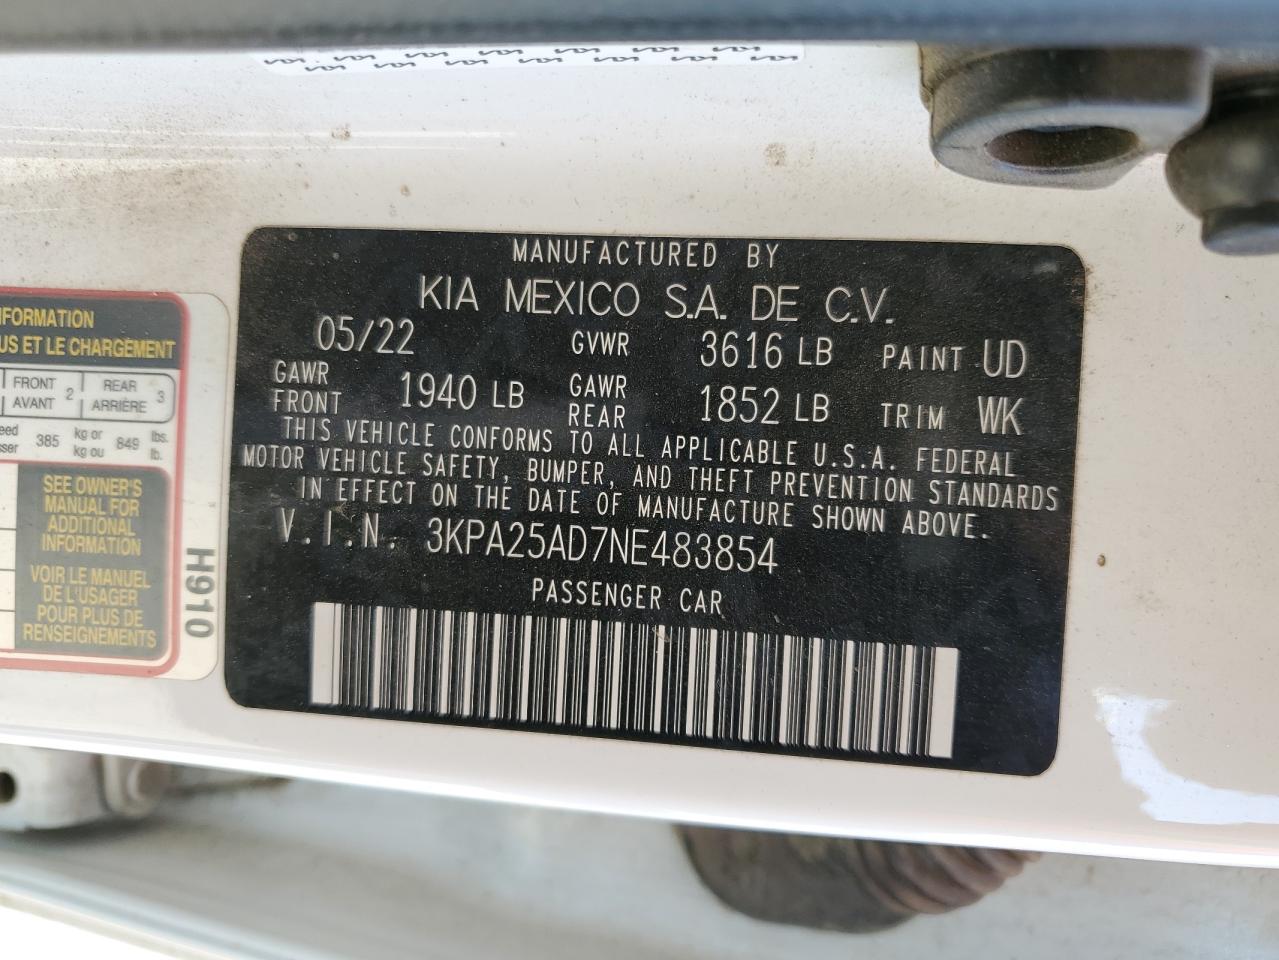 MANUFACTURED BY
KIA MEXICO S.A. DE C.V.
05/22 GVWR 3616 LB PAINT UD
GAWR FRONT 1940 LB GAWR REAR 1852 LB TRIM WK
THIS VEHICLE CONFORMS TO ALL APPLICABLE U.S.A. FEDERAL
MOTOR VEHICLE SAFETY, BUMPER, AND THEFT PREVENTION STANDARDS
IN EFFECT ON THE DATE OF MANUFACTURE SHOWN ABOVE.
V.I.N. 3KPA25AD7NE483854
PASSENGER CAR
US ET LE CHARGEMENT
FRONT AVANT 2 REAR ARRIÈRE 3
385 kg or kg ou 849 lbs. lb.
SEE OWNER'S
MANUAL FOR
ADDITIONAL
INFORMATION
VOIR LE MANUEL
DE L'USAGER
POUR PLUS DE
RENSEIGNEMENTS
H910